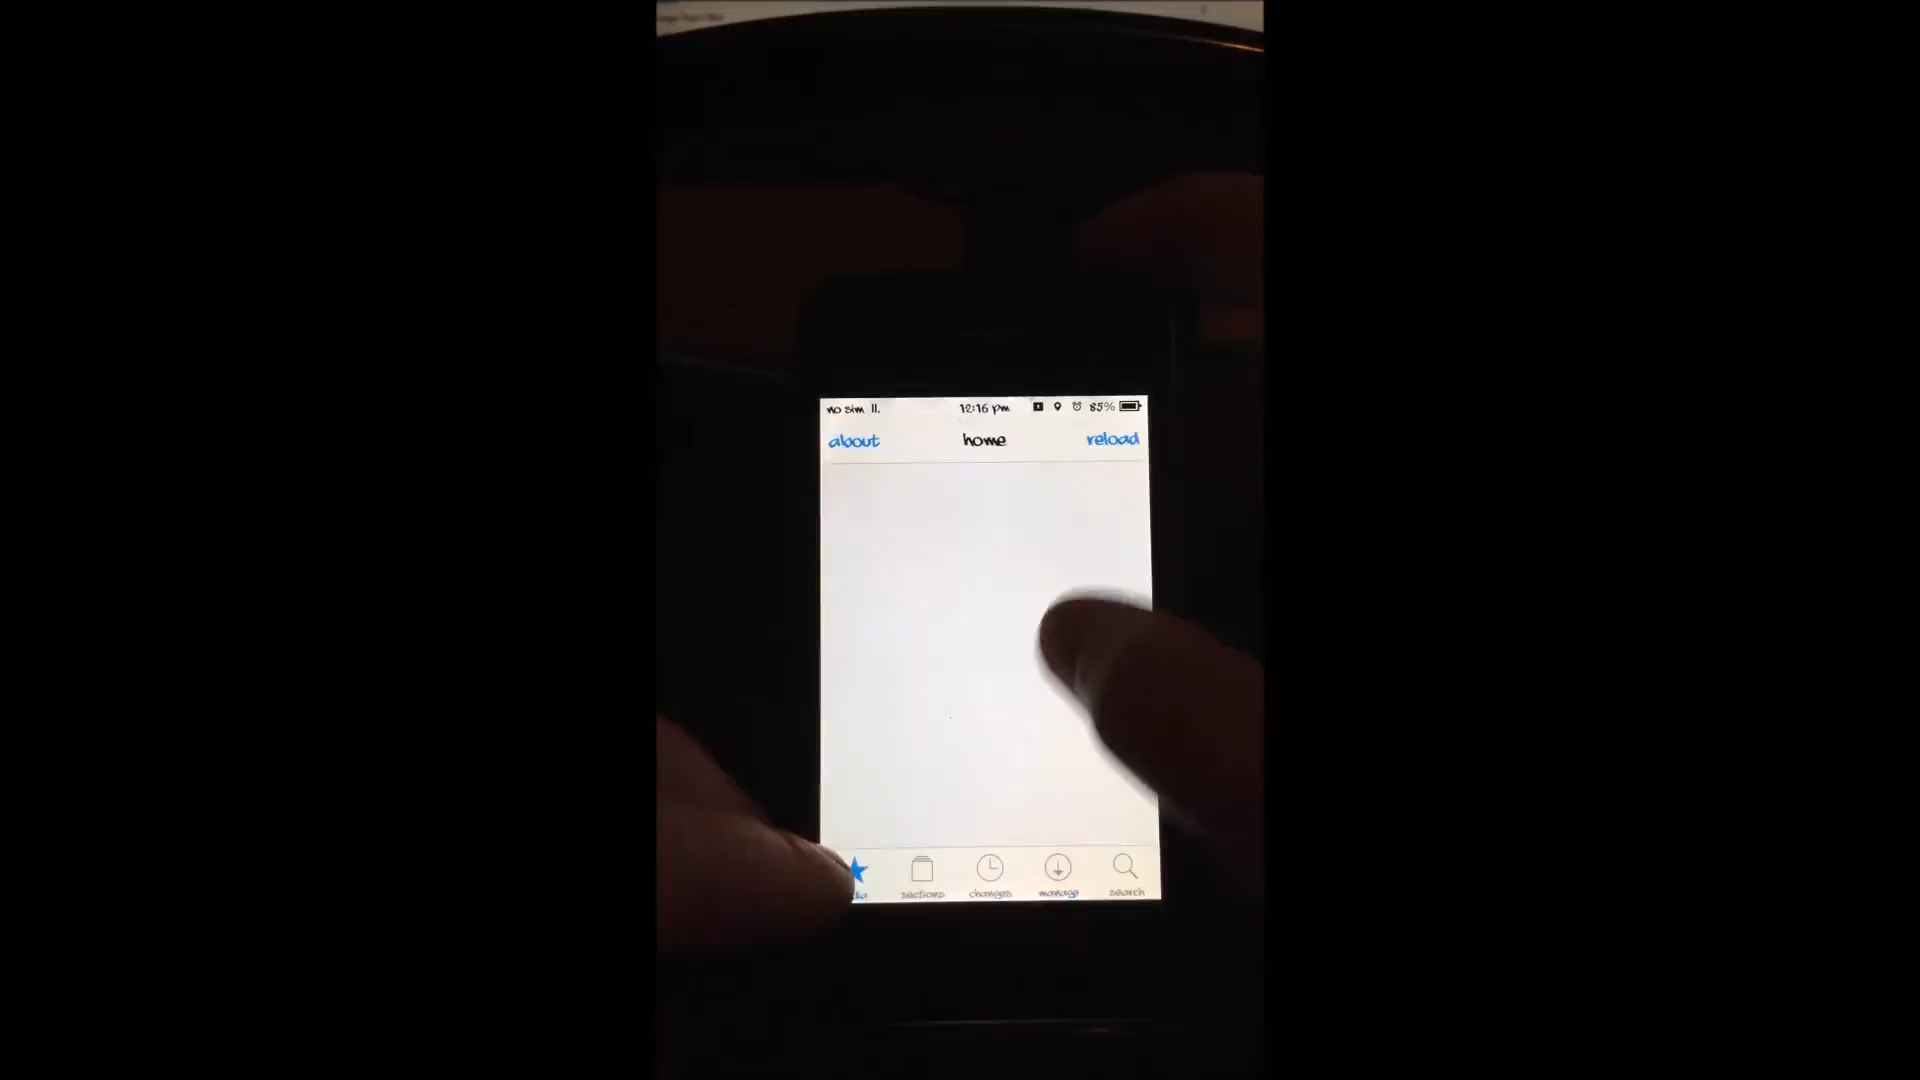 no sim 12:16 pm 85%
about home reload
sections changes manage search